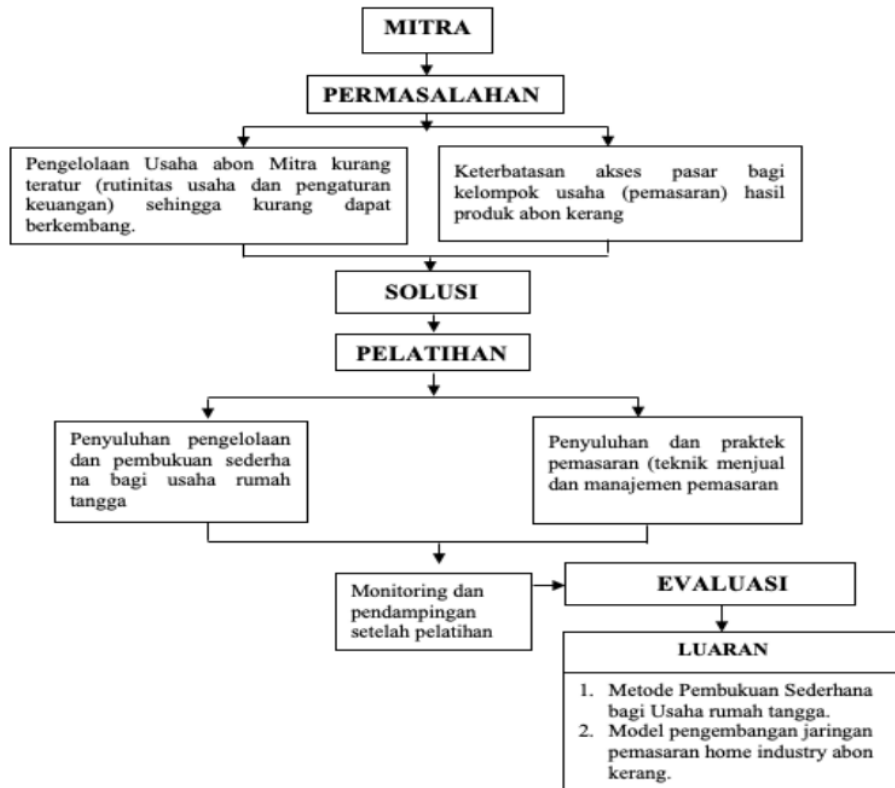 MITRA
PERMASALAHAN
Pengelolaan Usaha abon Mitra kurang
teratur (rutinitas usaha dan pengaturan
keuangan) sehingga kurang dapat
berkembang.
Keterbatasan akses pasar bagi
kelompok usaha (pemasaran) hasil
produk abon kerang
SOLUSI
PELATIHAN
Penyuluhan pengelolaan
dan pembukuan sederha
na bagi usaha rumah
tangga
Penyuluhan dan praktek
pemasaran (teknik menjual
dan manajemen pemasaran
Monitoring dan
pendampingan
setelah pelatihan
EVALUASI
LUARAN
1. Metode Pembukuan Sederhana
bagi Usaha rumah tangga.
2. Model pengembangan jaringan
pemasaran home industry abon
kerang.